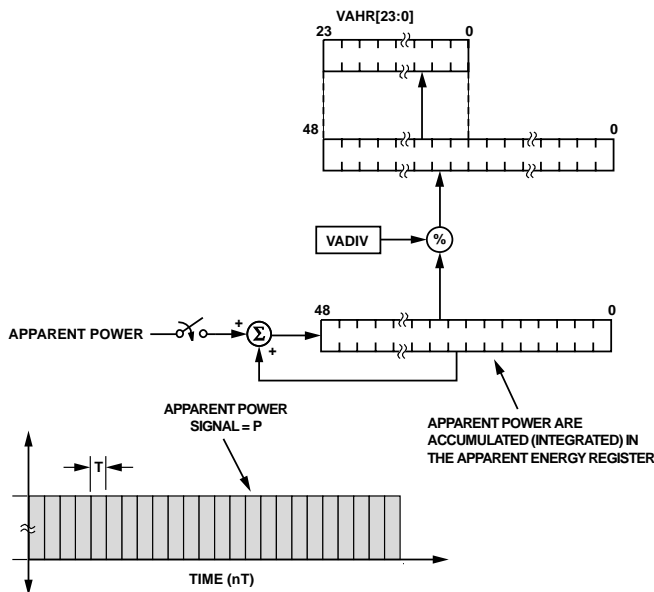 VAHR[23:0]
23 0
48 0
VADIV
%
48 0
APPARENT POWER
+
Σ
+
APPARENT POWER
SIGNAL = P
APPARENT POWER ARE
ACCUMULATED (INTEGRATED) IN
THE APPARENT ENERGY REGISTER
T
TIME (nT)